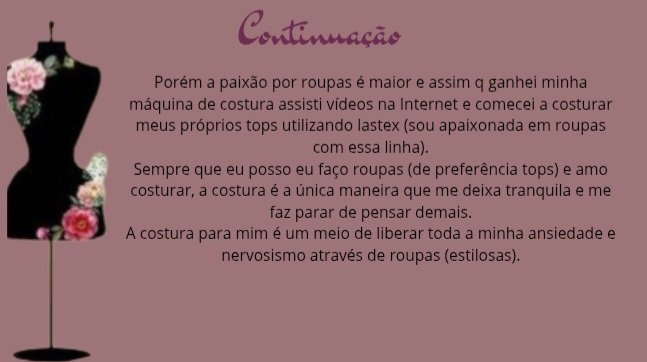 Continuação
Porém a paixão por roupas é maior e assim q ganhei minha
máquina de costura assisti vídeos na Internet e comecei a costurar
meus próprios tops utilizando lastex (sou apaixonada em roupas
com essa linha).
Sempre que eu posso eu faço roupas (de preferência tops) e amo
costurar, a costura é a única maneira que me deixa tranquila e me
faz parar de pensar demais.
A costura para mim é um meio de liberar toda a minha ansiedade e
nervosismo através de roupas (estilosas).